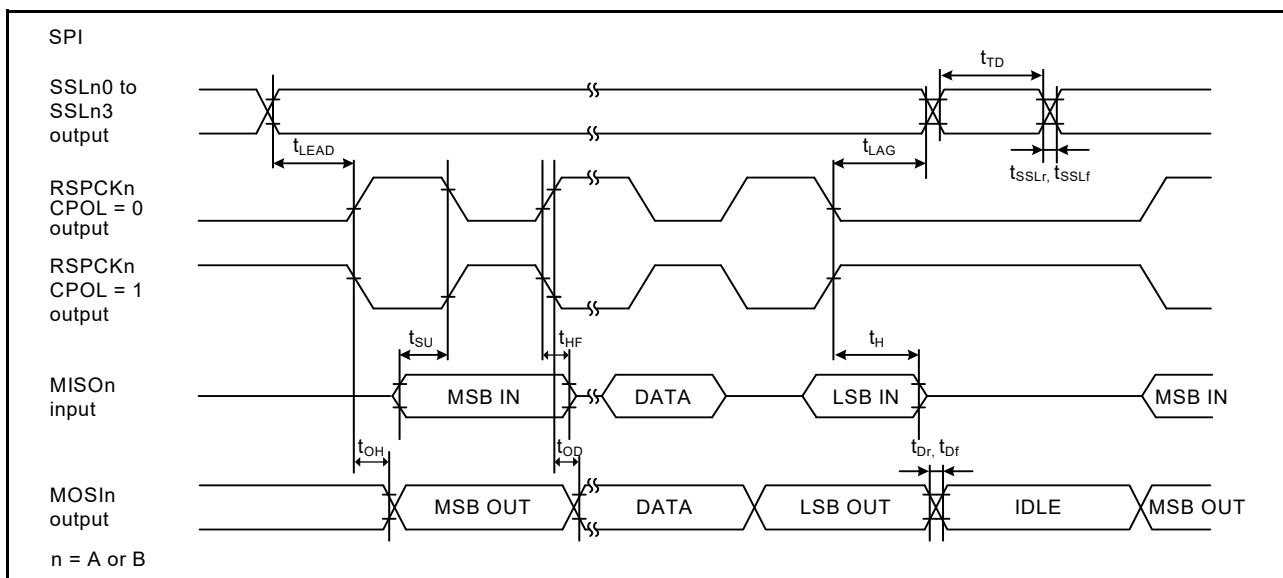 SPI
SSLn0 to
SSLn3
output
tTD
tLEAD
tLAG
tSSLr, tSSLf
RSPCKn
CPOL = 0
output
RSPCKn
CPOL = 1
output
tSU
tHF
tH
MISOn
input
MSB IN
DATA
LSB IN
MSB IN
tOH
tOD
tDr, tDf
MOSIn
output
MSB OUT
DATA
LSB OUT
IDLE
MSB OUT
n = A or B